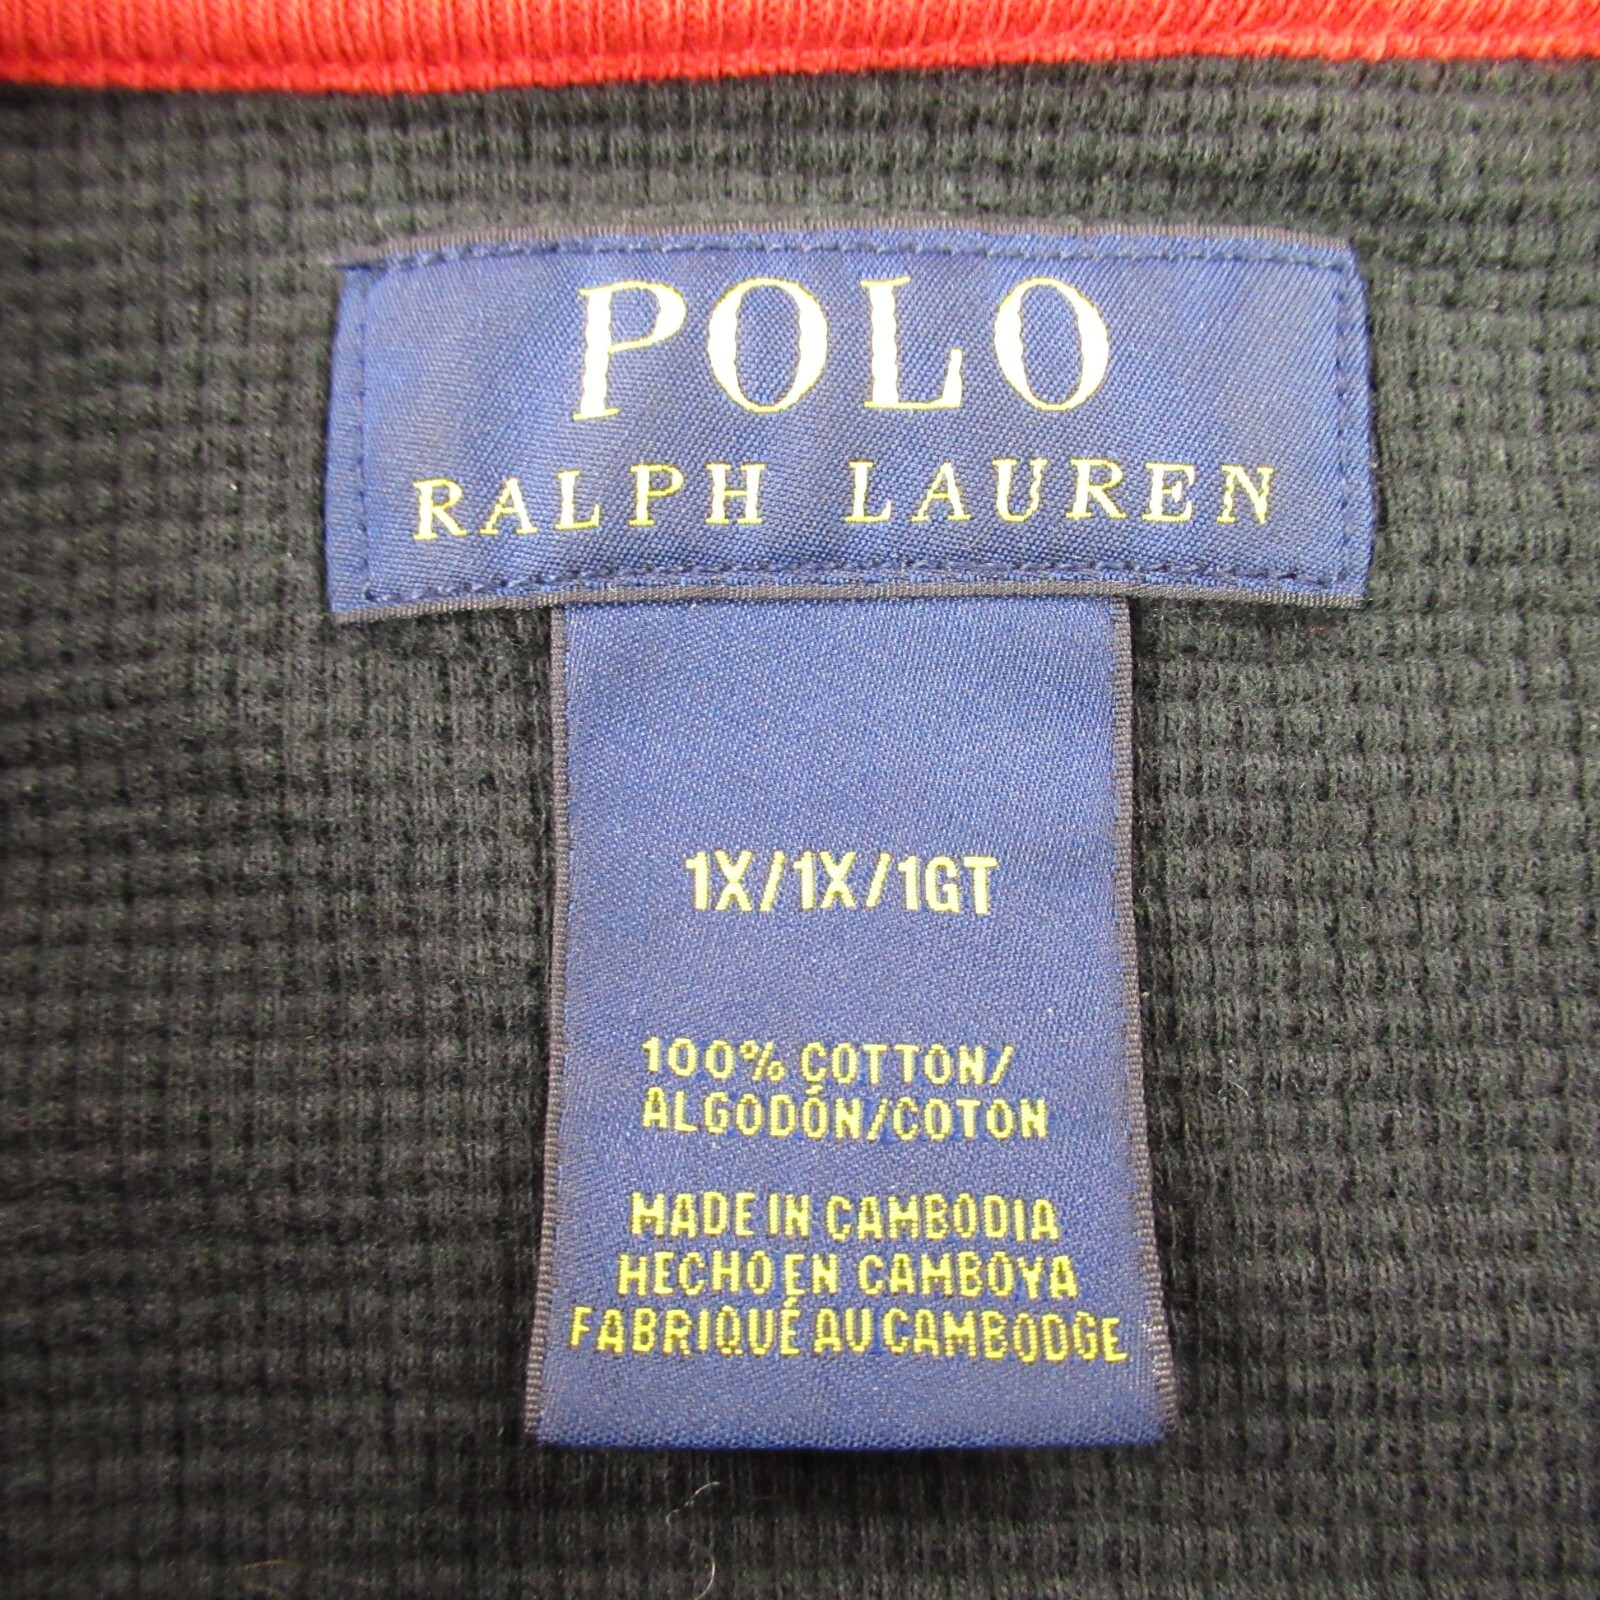 POLO
RALPH LAUREN
1X/1X/1GT
100% COTTON/
ALGODÓN/COTON
MADE IN CAMBODIA
HECHO EN CAMBOYA
FABRIQUÉ AU CAMBODGE